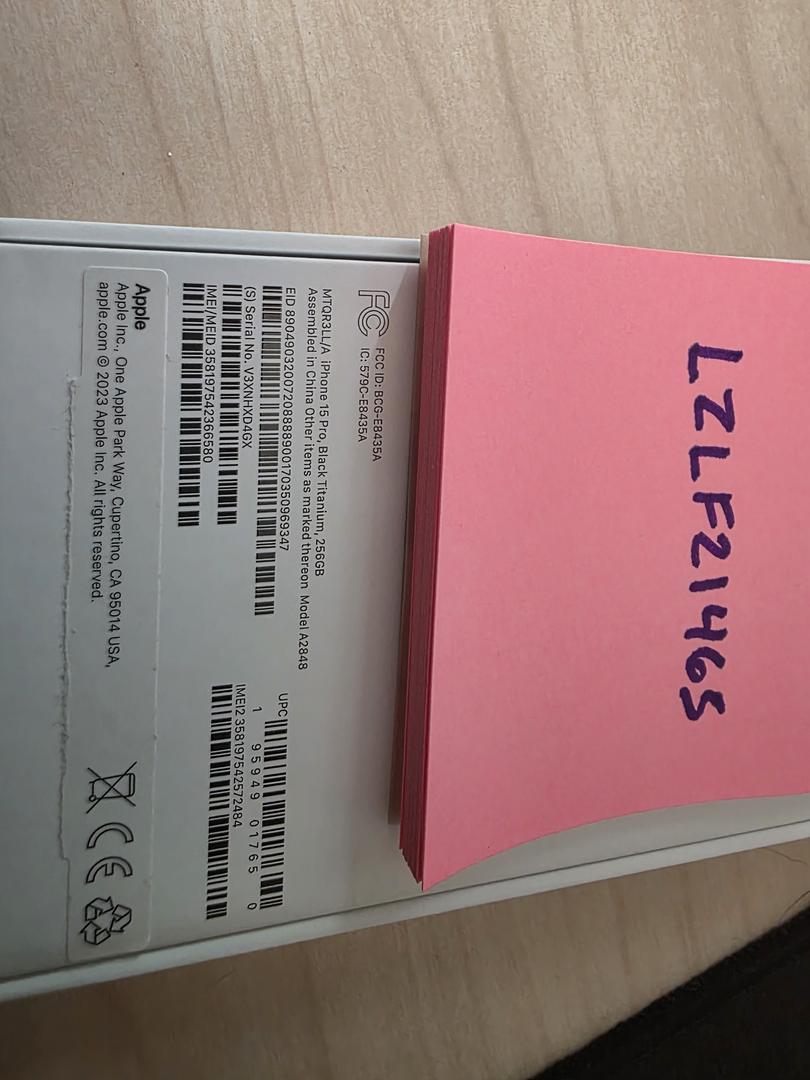 LZLF21465
FCC ID: BCG-E8435A
IC: 579C-E8435A
MTQR3LL/A iPhone 15 Pro, Black Titanium, 256GB
Assembled in China Other items as marked thereon Model A2848
EID 89049032007208888900170350969347
(S) Serial No. V3XNHXD4GX
IMEI/MEID 358197542366580
UPC
1 95949 01765 0
IMEI2 358197542572484
Apple
Apple Inc., One Apple Park Way, Cupertino, CA 95014 USA,
apple.com © 2023 Apple Inc. All rights reserved.